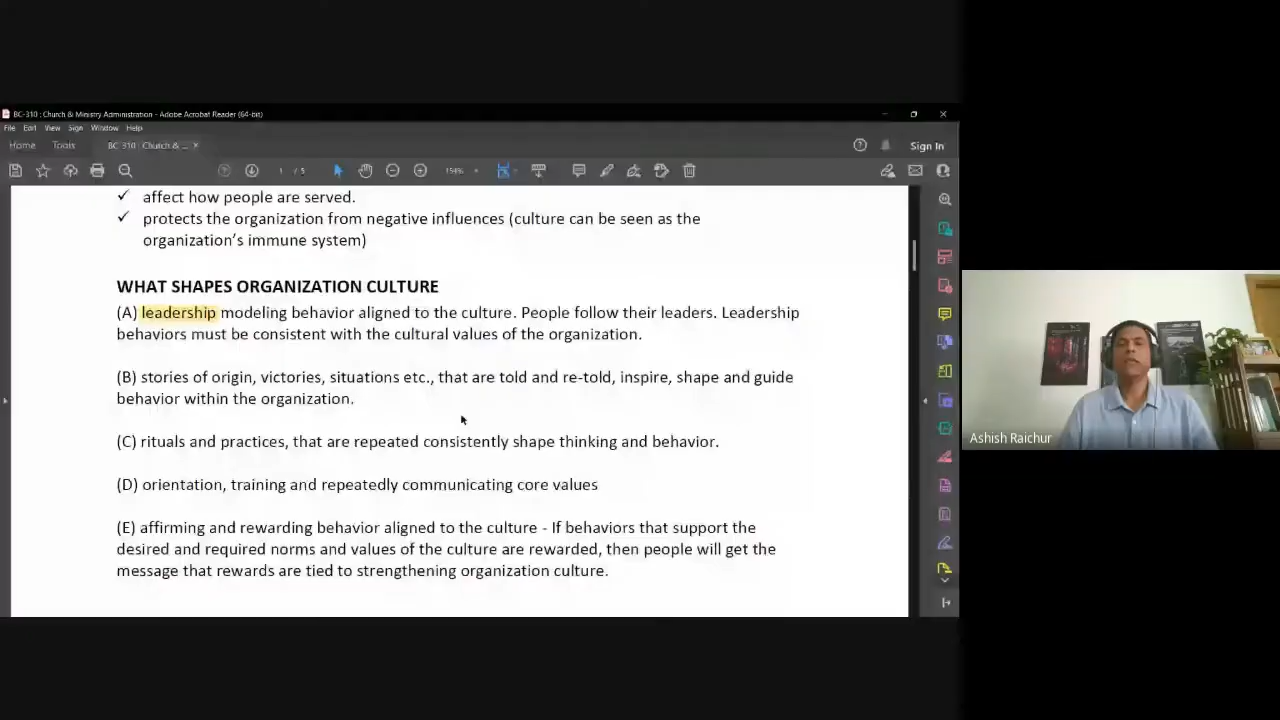 BC-310 : Church & Ministry Administration - Adobe Acrobat Reader (64-bit)
File Edit View Sign Window Help
Home Tools BC-310 : Church & ... × Sign In
1 / 5 154%
✓ affect how people are served.
✓ protects the organization from negative influences (culture can be seen as the
organization's immune system)
WHAT SHAPES ORGANIZATION CULTURE
(A) leadership modeling behavior aligned to the culture. People follow their leaders. Leadership
behaviors must be consistent with the cultural values of the organization.
(B) stories of origin, victories, situations etc., that are told and re-told, inspire, shape and guide
behavior within the organization.
(C) rituals and practices, that are repeated consistently shape thinking and behavior.
(D) orientation, training and repeatedly communicating core values
(E) affirming and rewarding behavior aligned to the culture - If behaviors that support the
desired and required norms and values of the culture are rewarded, then people will get the
message that rewards are tied to strengthening organization culture.
Ashish Raichur